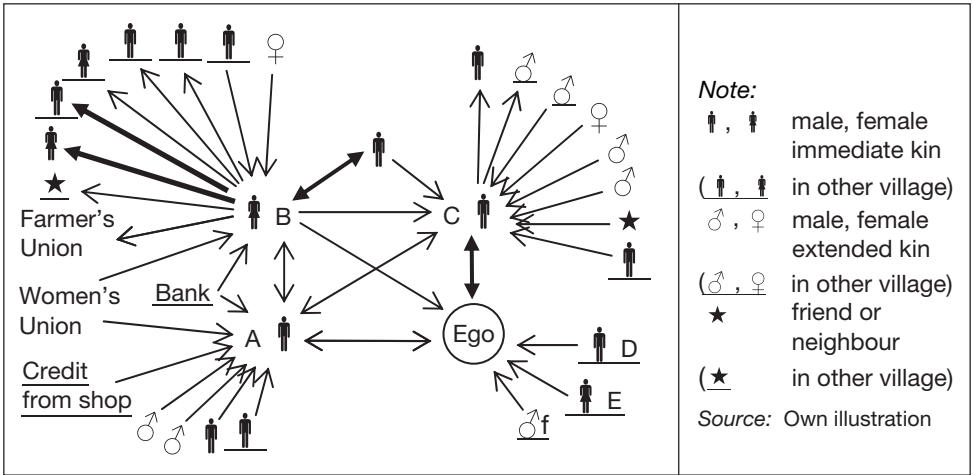 B
C
Farmer's
Union
Women's
Union
Bank
A
Ego
Credit
from shop
D
E
f
Note:
♂, ♀ male, female
immediate kin
( , in other village)
♂, ♀ male, female
extended kin
(♂, ♀ in other village)
★ friend or
neighbour
(★ in other village)
Source: Own illustration